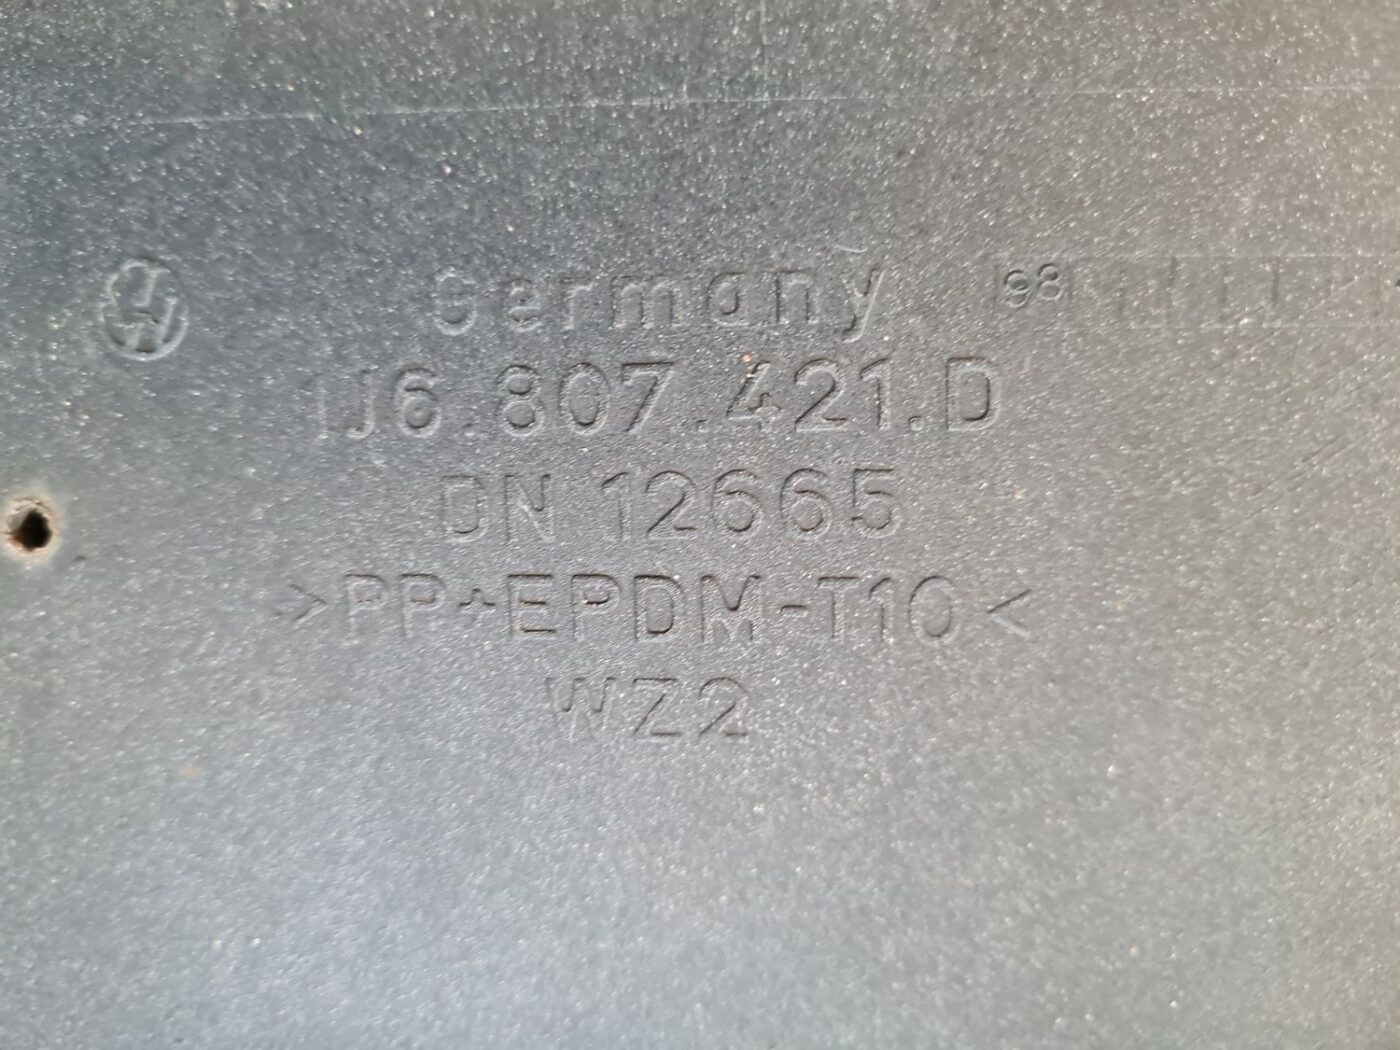 Germany 98
1J6.807.421.D
DN 12665
>PP+EPDM-T10<
WZ2